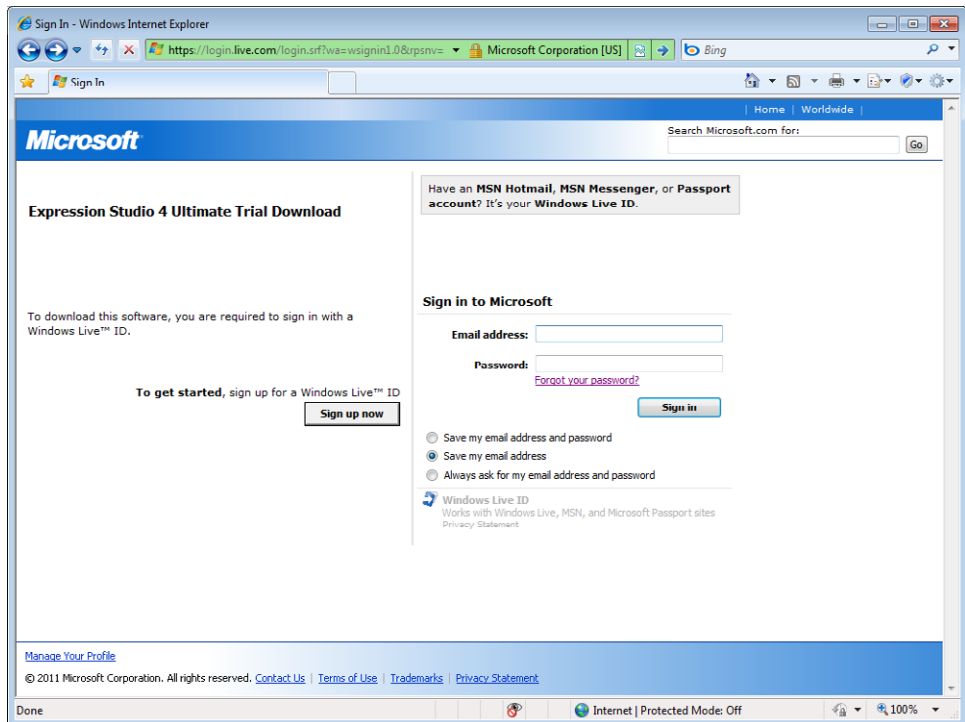 Sign In - Windows Internet Explorer
https://login.live.com/login.srf?wa=wsignin1.0&rpsnv=
Microsoft Corporation [US]
Bing
Sign In
| Home | Worldwide |
Microsoft
Search Microsoft.com for:
Go
Expression Studio 4 Ultimate Trial Download
To download this software, you are required to sign in with a
Windows Live™ ID.
To get started, sign up for a Windows Live™ ID
Sign up now
Have an MSN Hotmail, MSN Messenger, or Passport
account? It's your Windows Live ID.
Sign in to Microsoft
Email address:
Password:
Forgot your password?
Sign in
Save my email address and password
Save my email address
Always ask for my email address and password
Windows Live ID
Works with Windows Live, MSN, and Microsoft Passport sites
Privacy Statement
Manage Your Profile
© 2011 Microsoft Corporation. All rights reserved. Contact Us | Terms of Use | Trademarks | Privacy Statement
Done
Internet | Protected Mode: Off
100%